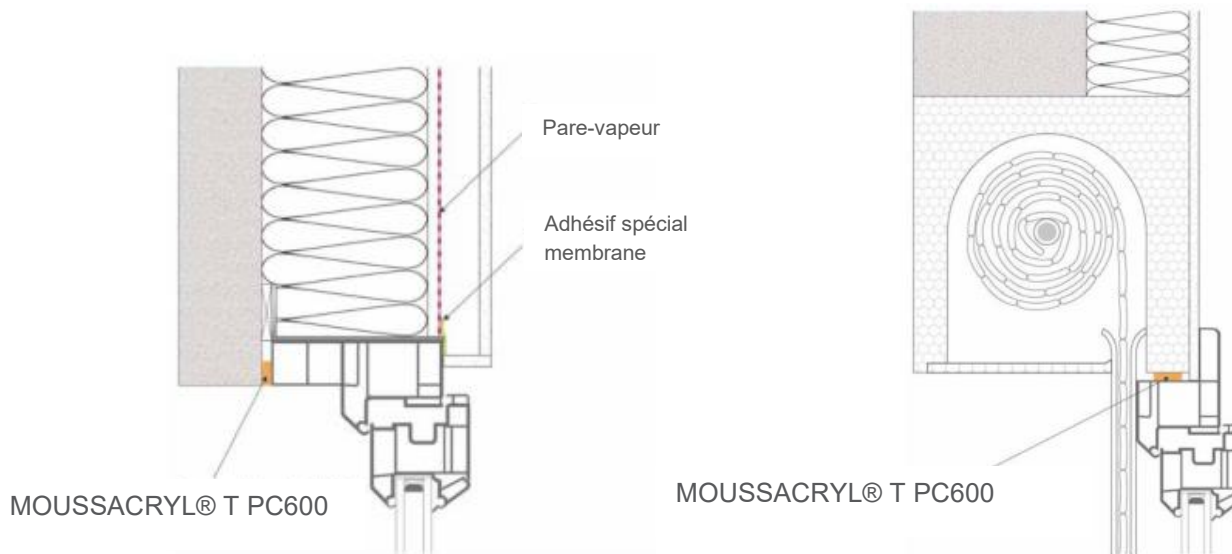 Pare-vapeur
Adhésif spécial
membrane
MOUSSACRYL® T PC600
MOUSSACRYL® T PC600